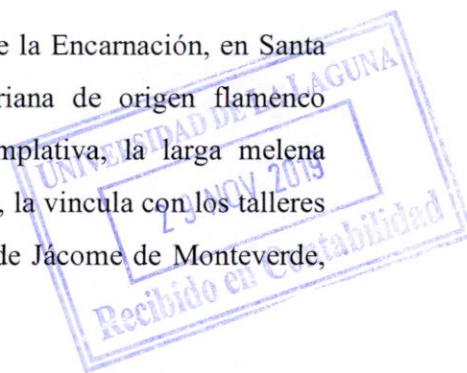 e la Encarnación, en Santa
riana de origen flamenco
mplativa, la larga melena
, la vincula con los talleres
de Jácome de Monteverde,
UNIVERSIDAD DE LA LAGUNA
29 NOV. 2019
Recibido en Contabilidad